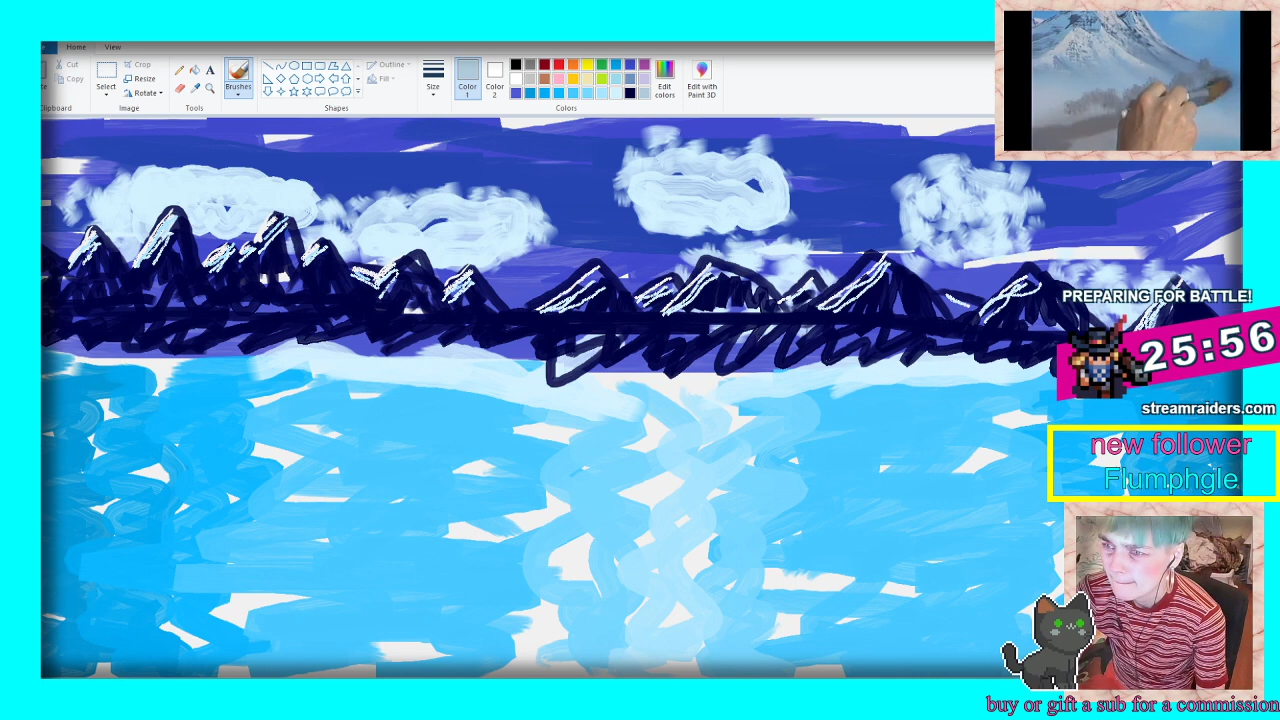 Home View
Cut
Copy
Select
Crop
Resize
Rotate
Brushes
Outline
Fill
Size
Color 1
Color 2
Edit colors
Edit with Paint 3D
Image
Tools
Shapes
Colors
PREPARING FOR BATTLE!
25:56
streamraiders.com
new follower
Flumphgle
buy or gift a sub for a commission